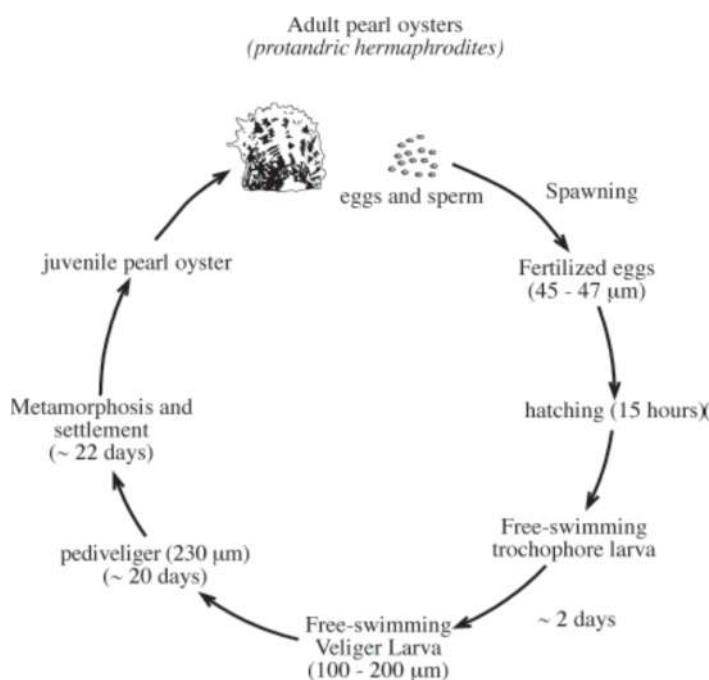 Adult pearl oysters
(protandric hermaphrodites)
eggs and sperm
Spawning
Fertilized eggs
(45 - 47 μm)
hatching (15 hours)(
Free-swimming
trochophore larva
~ 2 days
Free-swimming
Veliger Larva
(100 - 200 μm)
pediveliger (230 μm)
(~ 20 days)
Metamorphosis and
settlement
(~ 22 days)
juvenile pearl oyster